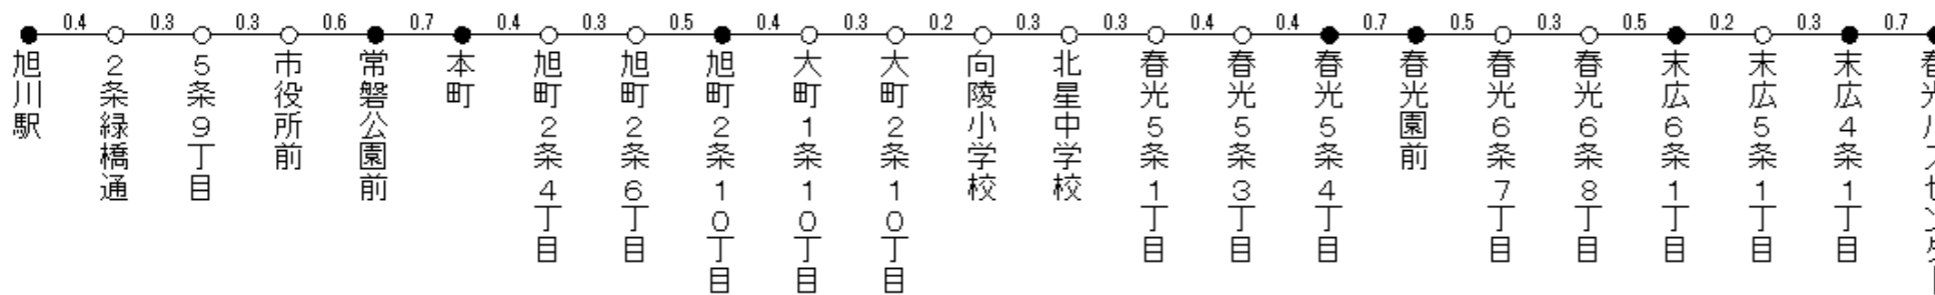 0.4 0.3 0.3 0.6 0.7 0.4 0.3 0.5 0.4 0.3 0.2 0.3 0.3 0.4 0.4 0.7 0.5 0.3 0.5 0.2 0.3 0.7
旭川駅
2条緑橋通
5条9丁目
市役所前
常磐公園前
本町
旭町2条4丁目
旭町2条6丁目
旭町2条10丁目
大町1条10丁目
大町2条10丁目
向陵小学校
北星中学校
春光5条1丁目
春光5条3丁目
春光5条4丁目
春光園前
春光6条7丁目
春光6条8丁目
末広6条1丁目
末広5条1丁目
末広4条1丁目